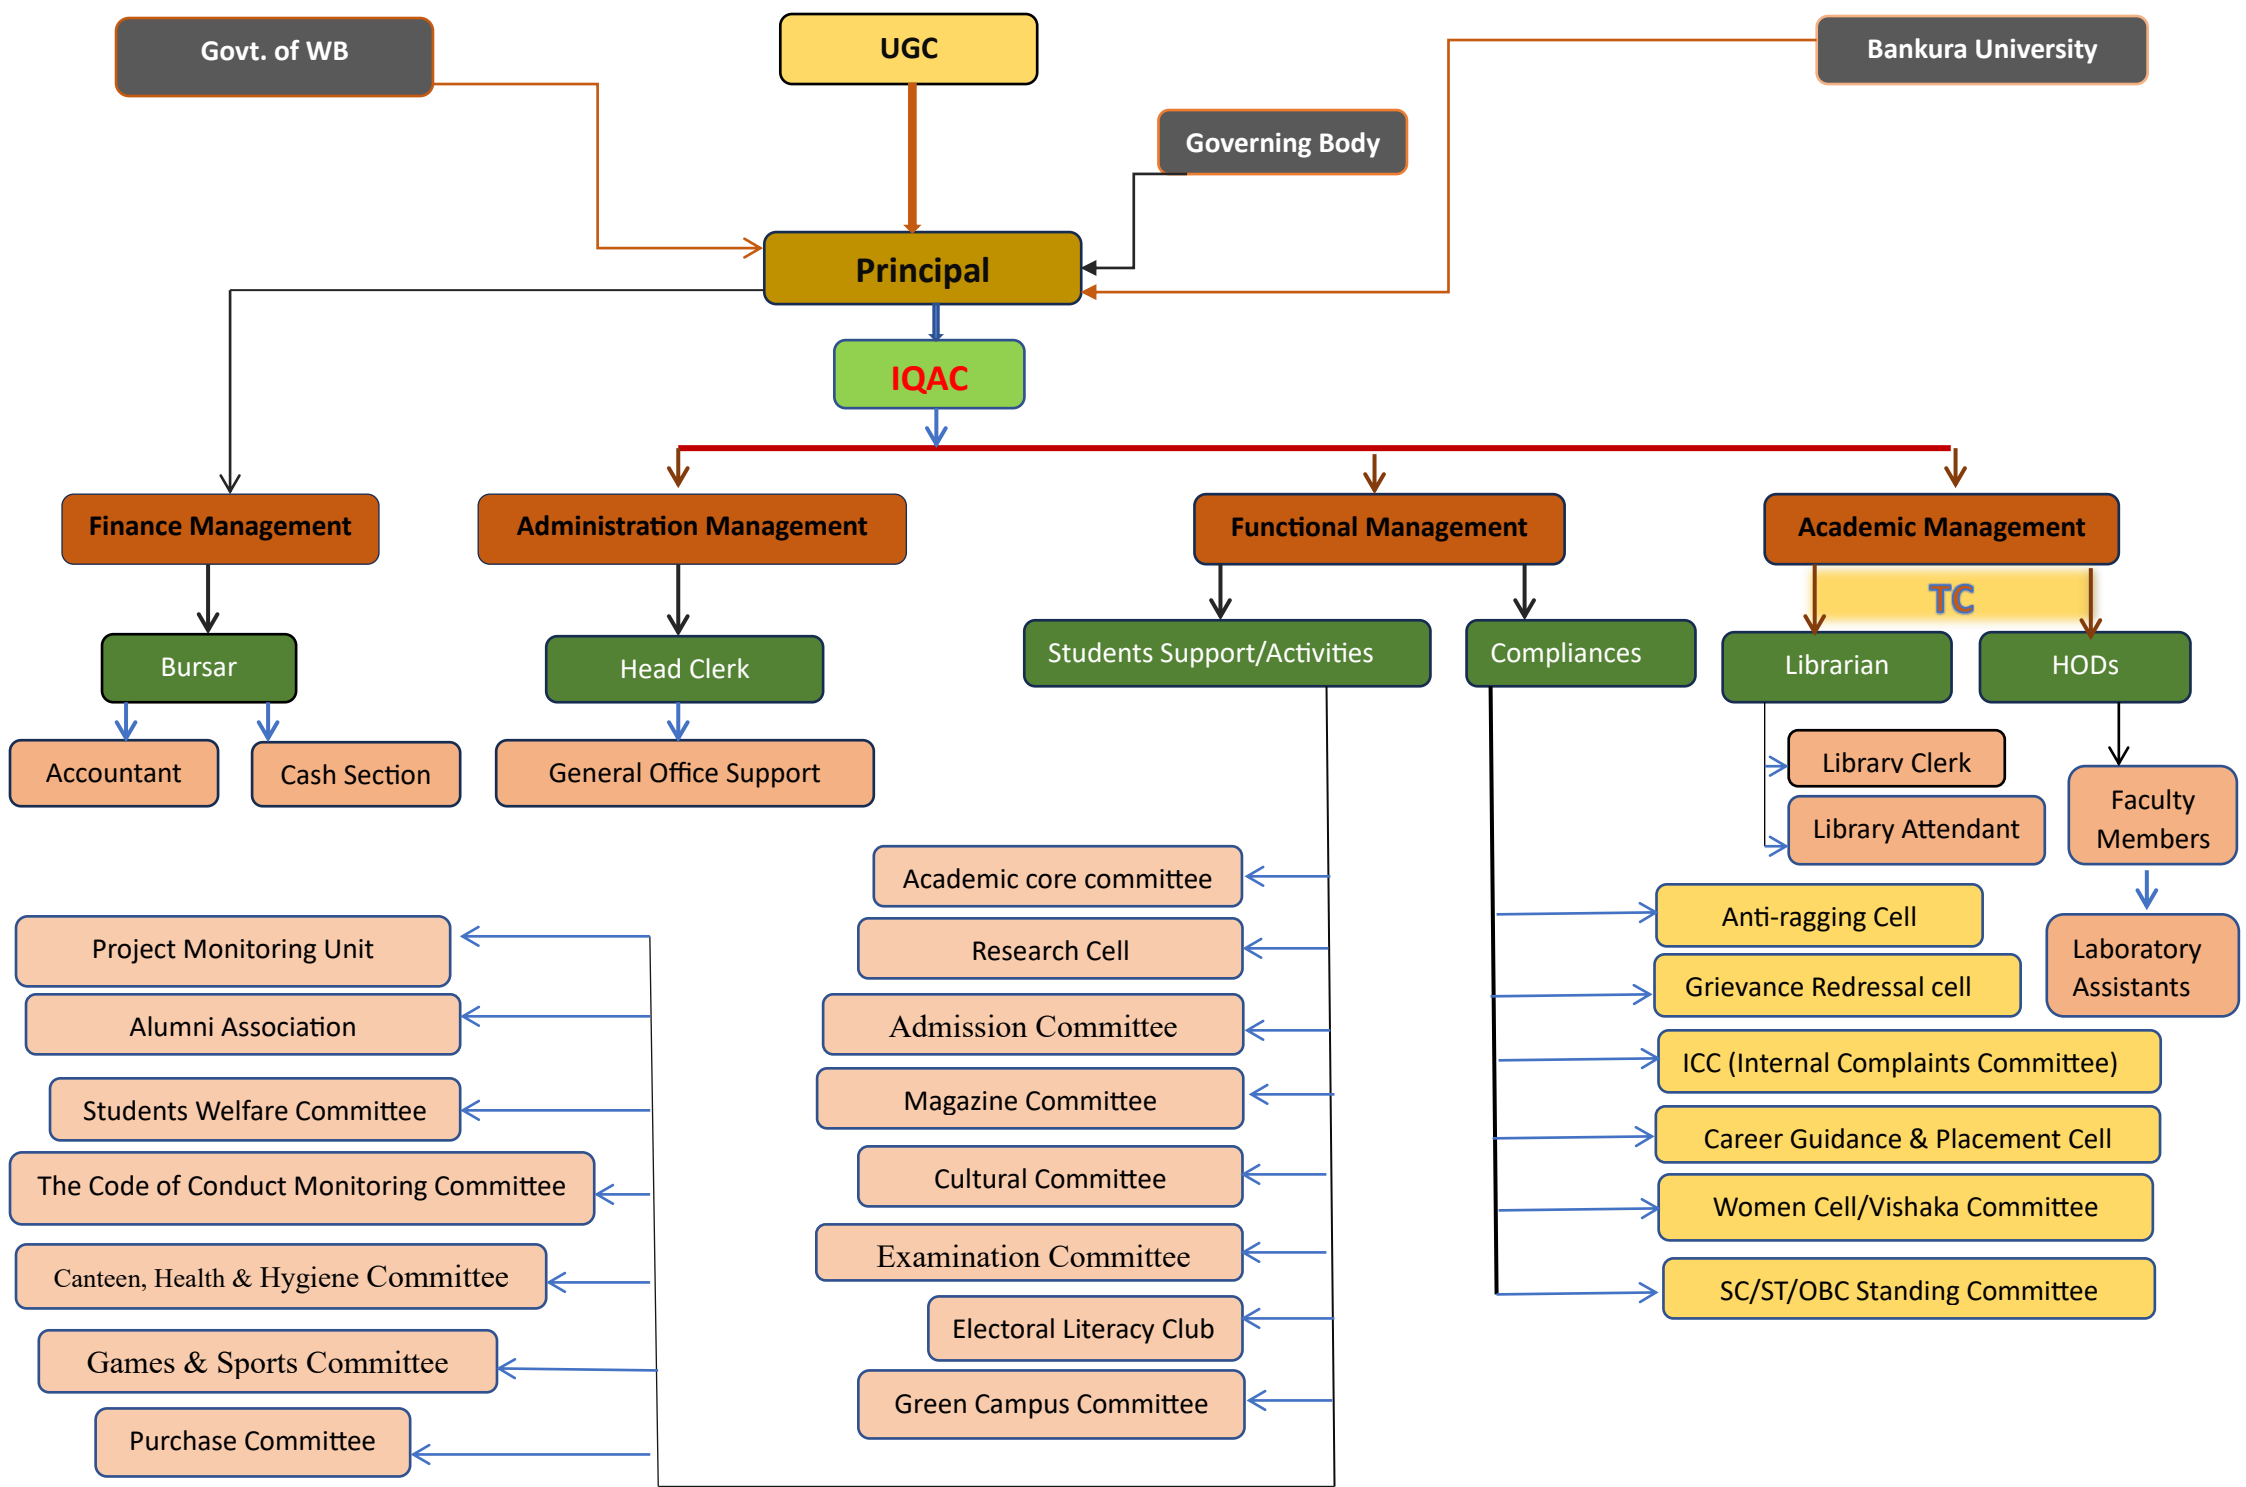 Govt. of WB
UGC
Bankura University
Governing Body
Principal
IQAC
Finance Management
Administration Management
Functional Management
Academic Management
TC
Bursar
Head Clerk
Students Support/Activities
Compliances
Librarian
HODs
Accountant
Cash Section
General Office Support
Library Clerk
Library Attendant
Faculty
Members
Laboratory
Assistants
Academic core committee
Research Cell
Admission Committee
Magazine Committee
Cultural Committee
Examination Committee
Electoral Literacy Club
Green Campus Committee
Project Monitoring Unit
Alumni Association
Students Welfare Committee
The Code of Conduct Monitoring Committee
Canteen, Health & Hygiene Committee
Games & Sports Committee
Purchase Committee
Anti-ragging Cell
Grievance Redressal cell
ICC (Internal Complaints Committee)
Career Guidance & Placement Cell
Women Cell/Vishaka Committee
SC/ST/OBC Standing Committee